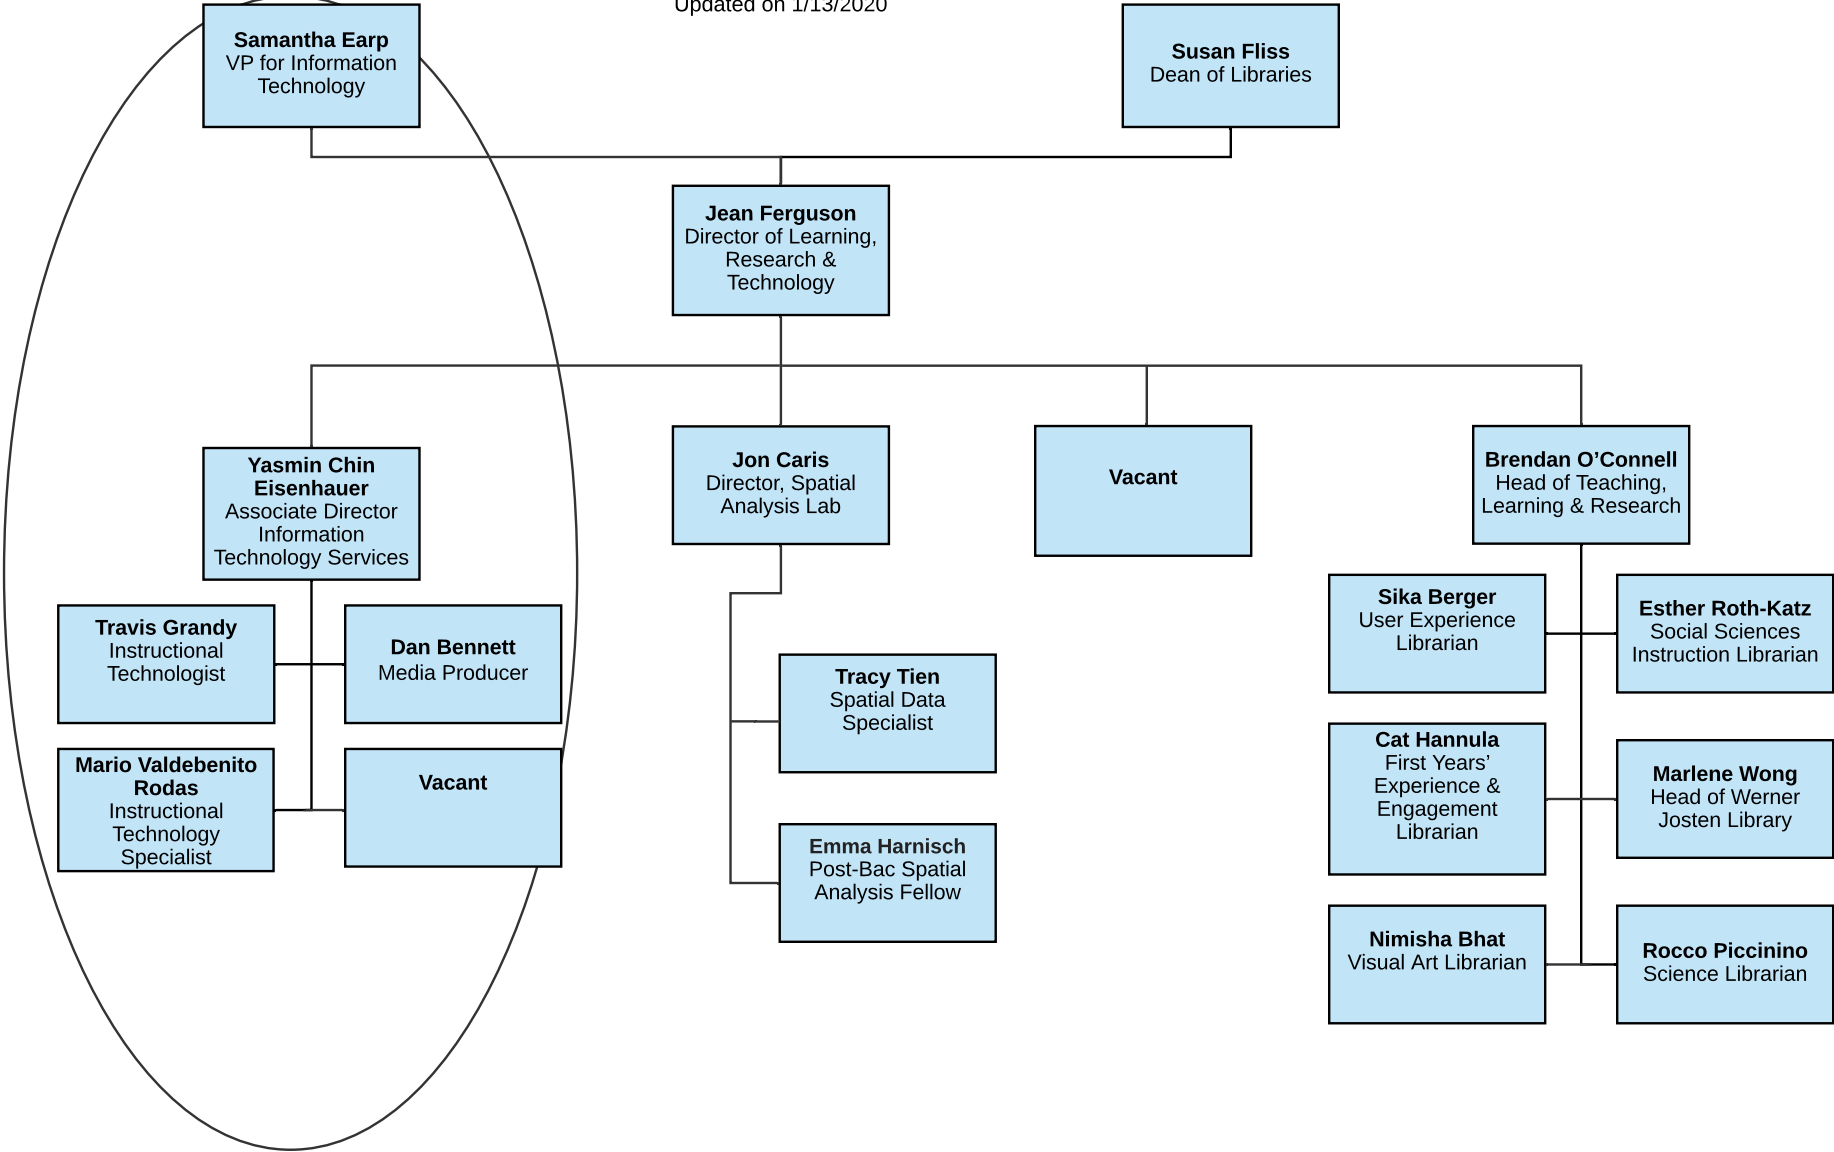 Updated on 1/13/2020
Samantha Earp
VP for Information
Technology
Susan Fliss
Dean of Libraries
Jean Ferguson
Director of Learning,
Research &
Technology
Yasmin Chin
Eisenhauer
Associate Director
Information
Technology Services
Jon Caris
Director, Spatial
Analysis Lab
Vacant
Brendan O’Connell
Head of Teaching,
Learning & Research
Travis Grandy
Instructional
Technologist
Dan Bennett
Media Producer
Mario Valdebenito
Rodas
Instructional
Technology
Specialist
Vacant
Tracy Tien
Spatial Data
Specialist
Emma Harnisch
Post-Bac Spatial
Analysis Fellow
Sika Berger
User Experience
Librarian
Esther Roth-Katz
Social Sciences
Instruction Librarian
Cat Hannula
First Years’
Experience &
Engagement
Librarian
Marlene Wong
Head of Werner
Josten Library
Nimisha Bhat
Visual Art Librarian
Rocco Piccinino
Science Librarian